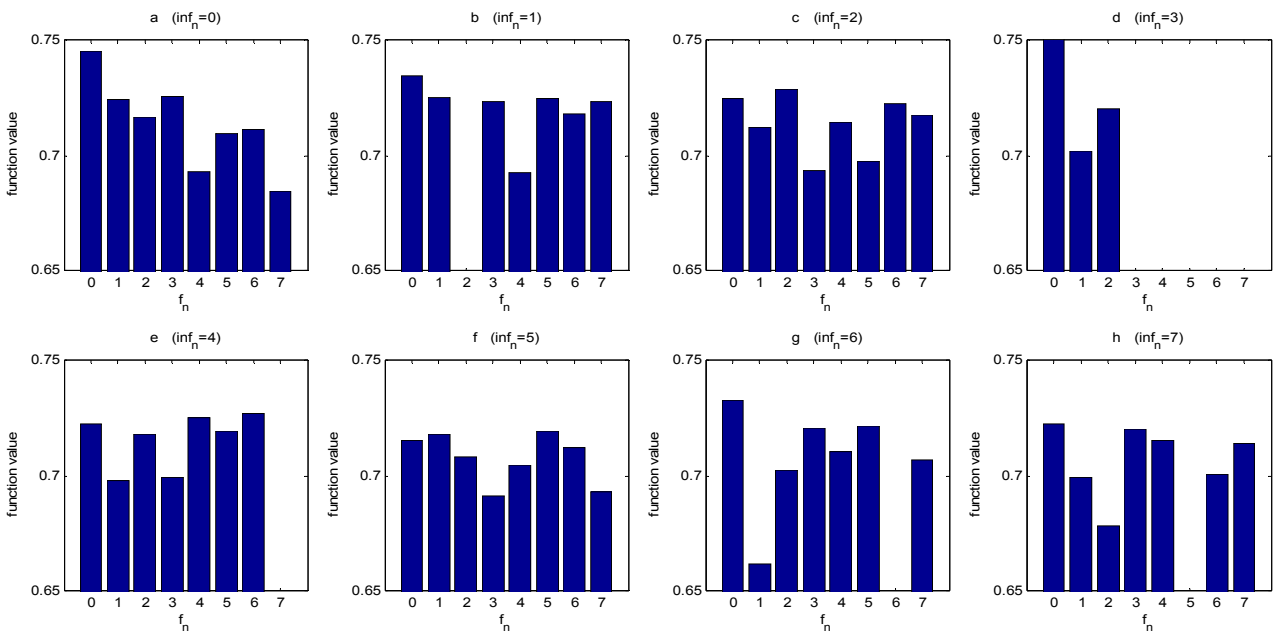 a (inf_n=0)
0.75
0.7
0.65
function value
0 1 2 3 4 5 6 7
f_n
b (inf_n=1)
0.75
0.7
0.65
function value
0 1 2 3 4 5 6 7
f_n
c (inf_n=2)
0.75
0.7
0.65
function value
0 1 2 3 4 5 6 7
f_n
d (inf_n=3)
0.75
0.7
0.65
function value
0 1 2 3 4 5 6 7
f_n
e (inf_n=4)
0.75
0.7
0.65
function value
0 1 2 3 4 5 6 7
f_n
f (inf_n=5)
0.75
0.7
0.65
function value
0 1 2 3 4 5 6 7
f_n
g (inf_n=6)
0.75
0.7
0.65
function value
0 1 2 3 4 5 6 7
f_n
h (inf_n=7)
0.75
0.7
0.65
function value
0 1 2 3 4 5 6 7
f_n